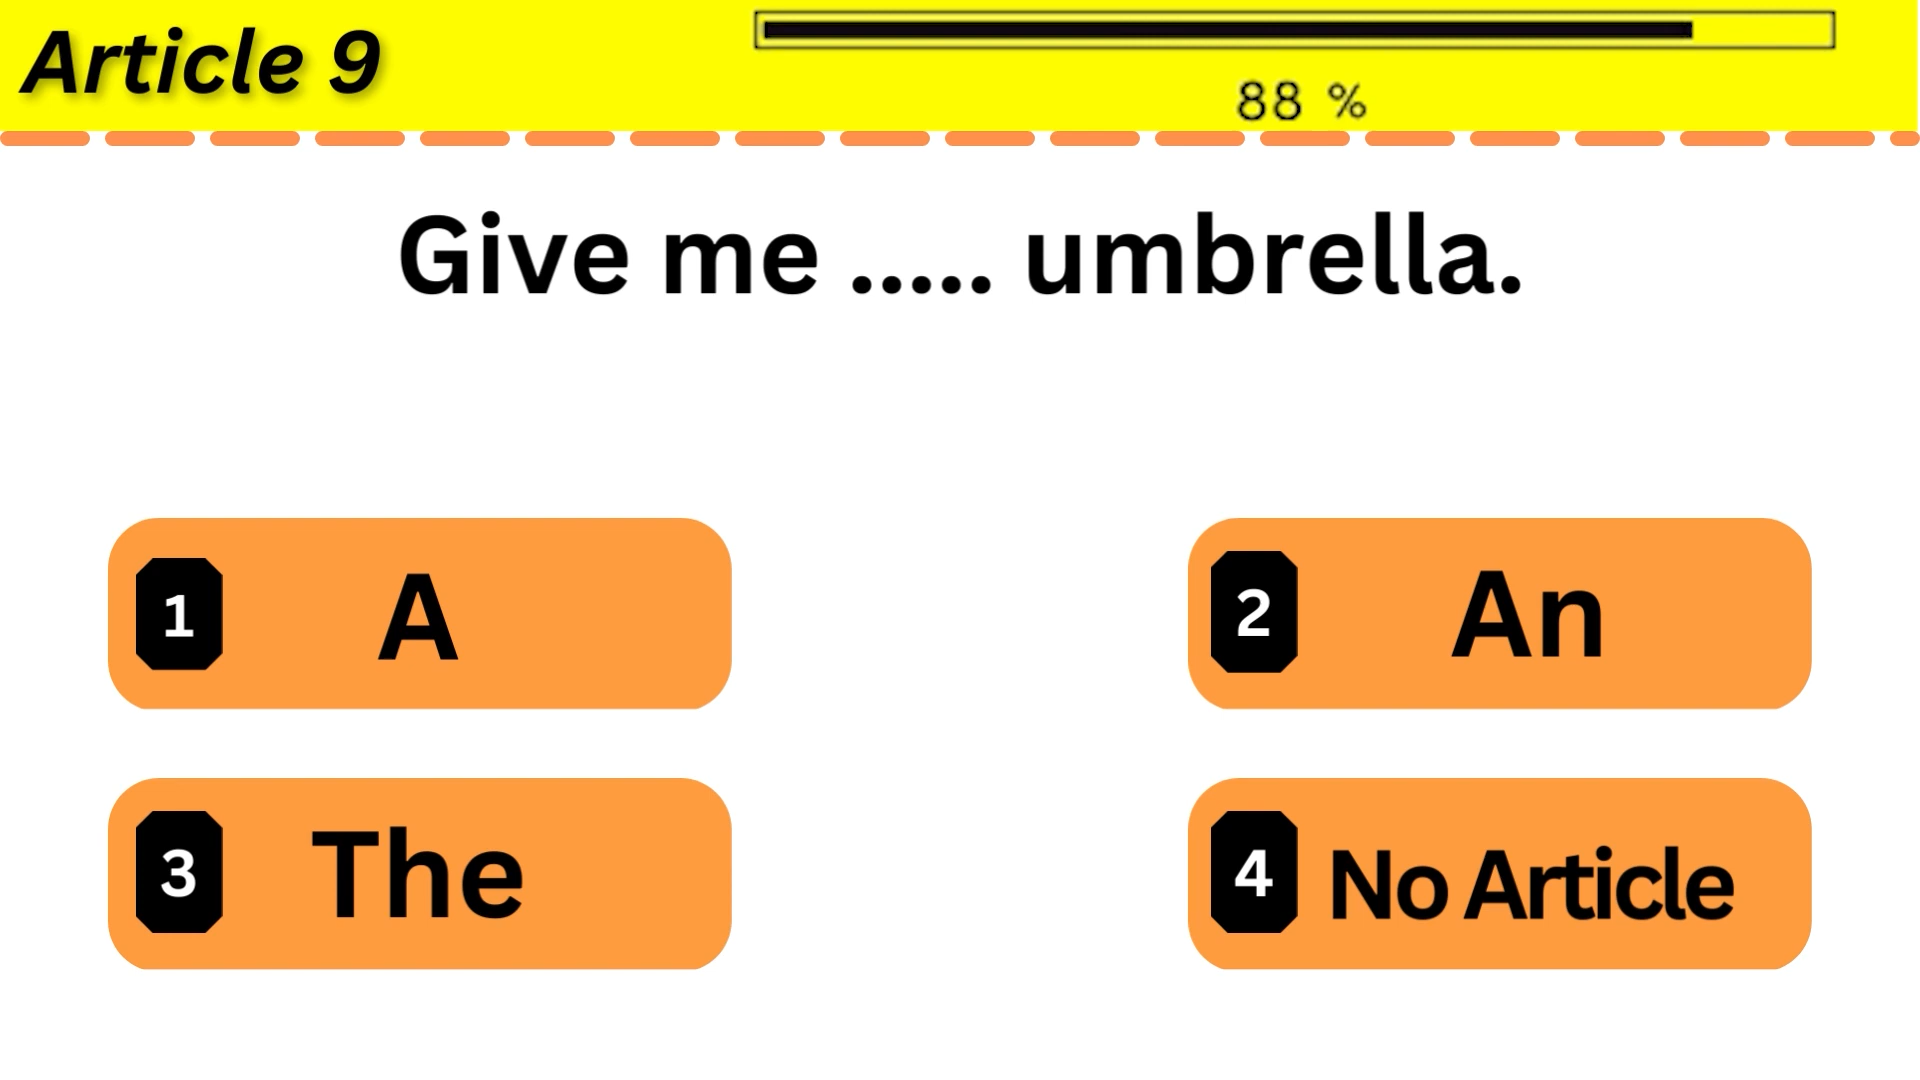 Article 9
88 %
Give me ..... umbrella.
1 A
2 An
3 The
4 No Article